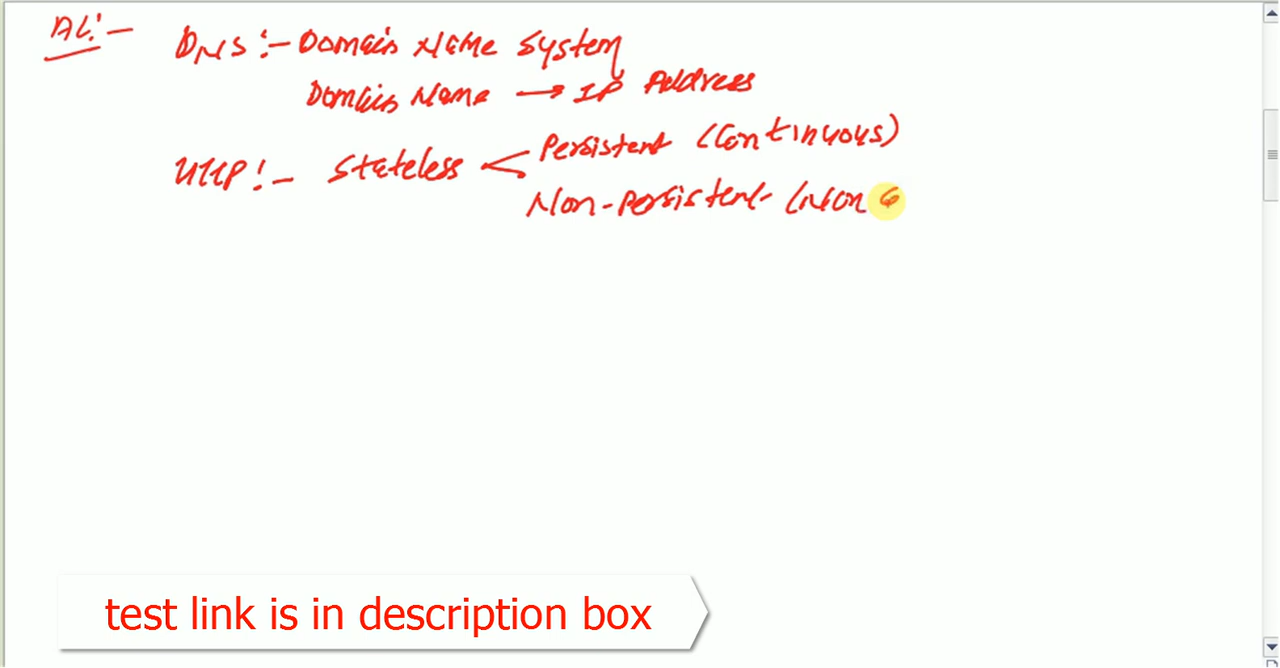 AL:-
DNS :- Domain Name System
Domain Name → IP Address
HTTP :- Stateless < Persistent (Continuous)
Non-Persistent (Non C
test link is in description box